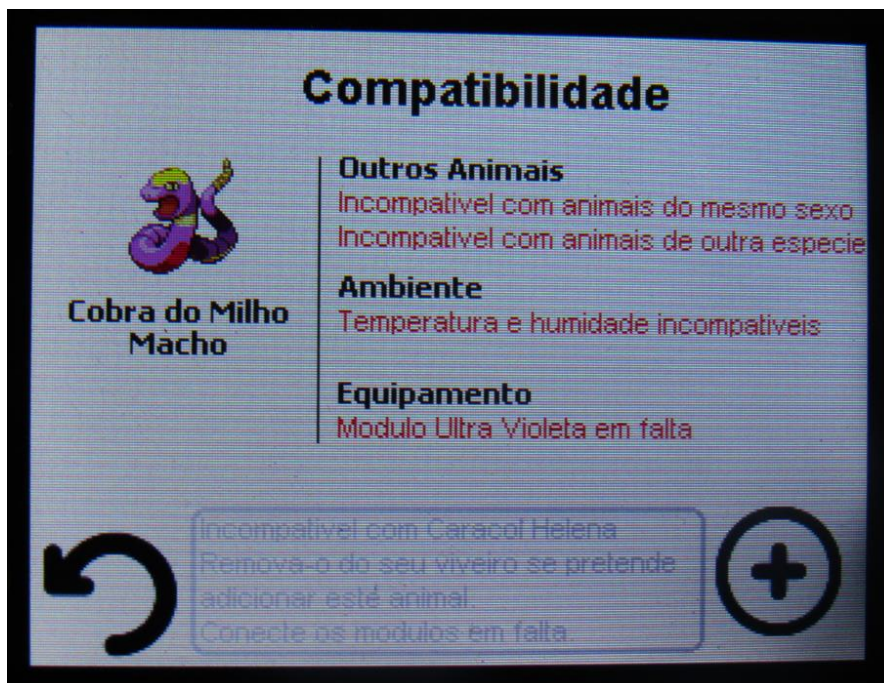 Compatibilidade
Cobra do Milho
Macho
Outros Animais
Incompativel com animais do mesmo sexo
Incompativel com animais de outra especie
Ambiente
Temperatura e humidade incompativeis
Equipamento
Modulo Ultra Violeta em falta
Incompativel com Caracol Helena
Remova-o do seu viveiro se pretende
adicionar esté animal.
Conecte os modulos em falta.